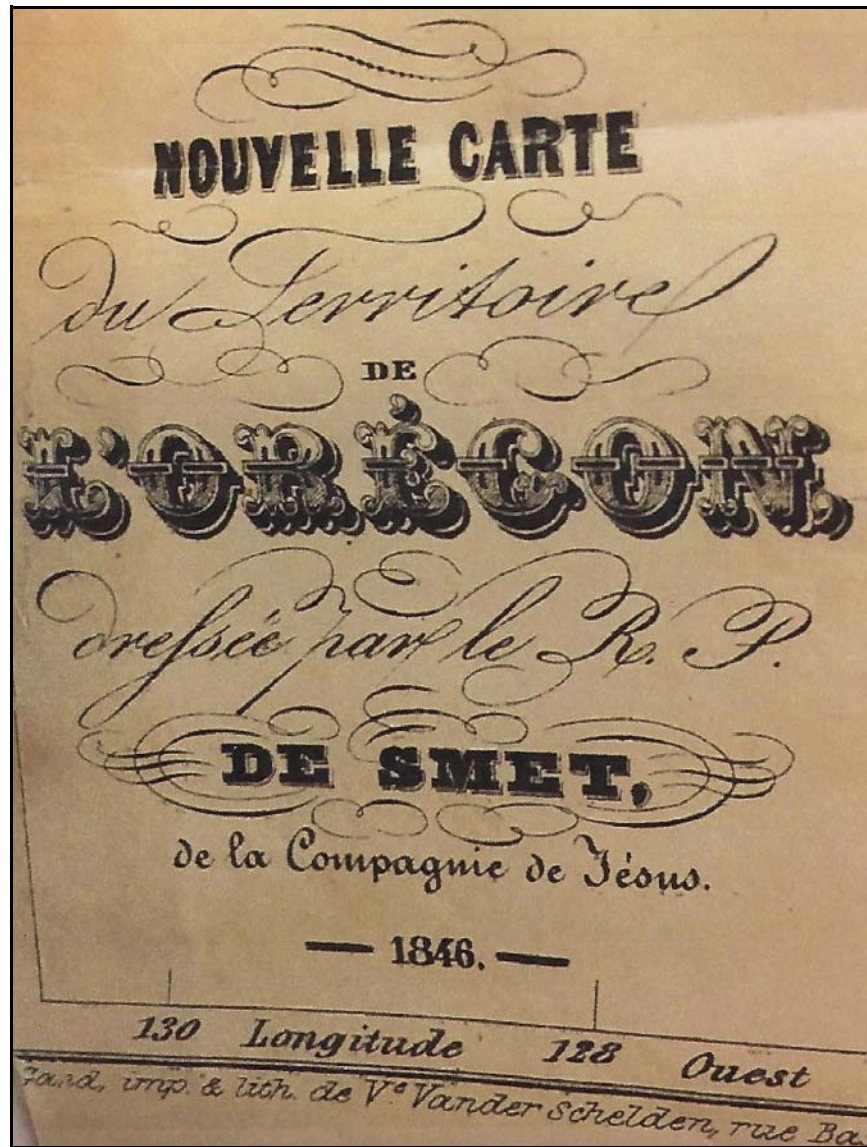 NOUVELLE CARTE
du Territoire
DE
L'ORÉGON,
dreſsée par le R. P.
DE SMET,
de la Compagnie de Jésus.
— 1846. —
130 Longitude 128 Ouest
Gand, imp. & lith. de Vᵉ Vander Schelden, rue